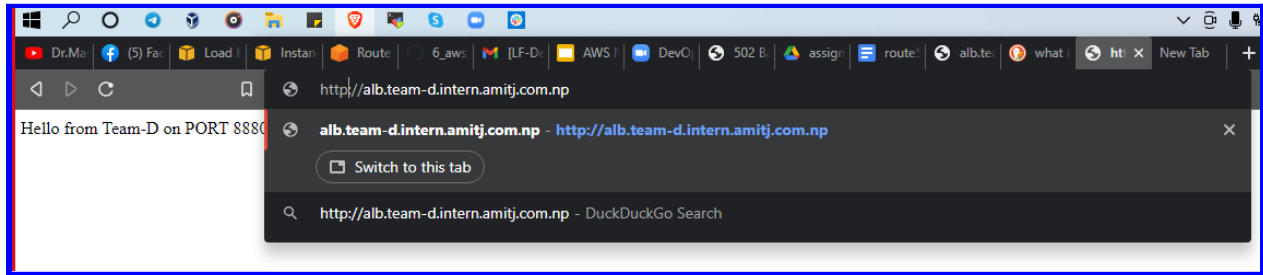 Dr.Ma (5) Fac Load Instan Route 6_aws [LF-De AWS DevO 502 Ba assign route alb.tea what i htt New Tab
http://alb.team-d.intern.amitj.com.np
Hello from Team-D on PORT 8880
alb.team-d.intern.amitj.com.np - http://alb.team-d.intern.amitj.com.np
Switch to this tab
http://alb.team-d.intern.amitj.com.np - DuckDuckGo Search